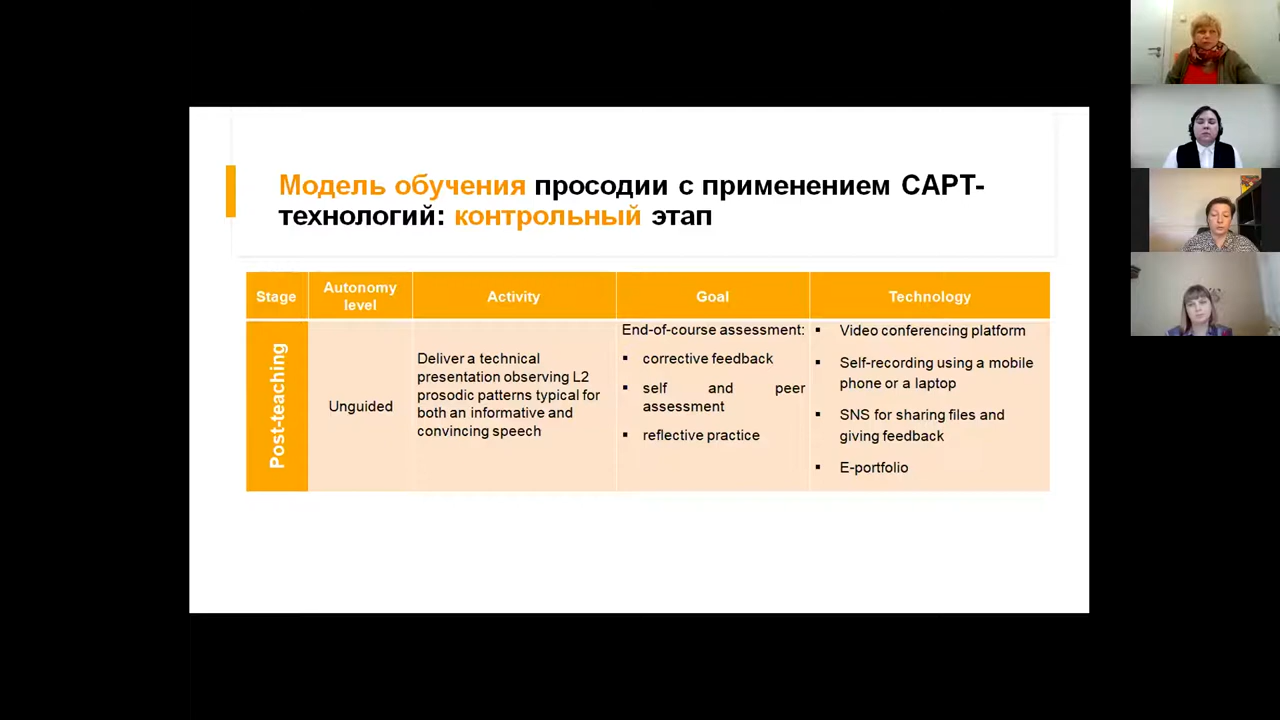 Модель обучения просодии с применением CAPT-
технологий: контрольный этап
Stage
Autonomy
level
Activity
Goal
Technology
Post-teaching
Unguided
Deliver a technical
presentation observing L2
prosodic patterns typical for
both an informative and
convincing speech
End-of-course assessment:
▪ corrective feedback
▪ self and peer
assessment
▪ reflective practice
▪ Video conferencing platform
▪ Self-recording using a mobile
phone or a laptop
▪ SNS for sharing files and
giving feedback
▪ E-portfolio